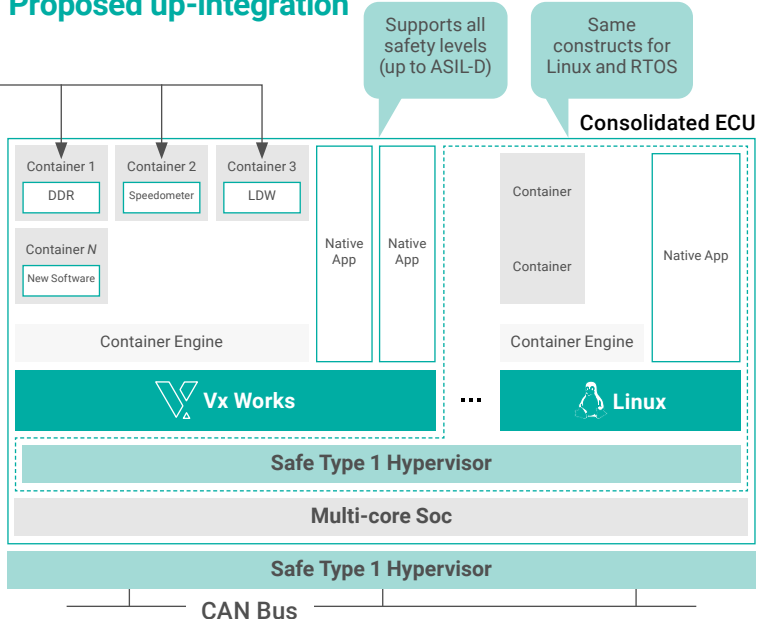 Proposed up-integration
Supports all
safety levels
(up to ASIL-D)
Same
constructs for
Linux and RTOS
Consolidated ECU
Container 1
DDR
Container 2
Speedometer
Container 3
LDW
Container N
New Software
Native
App
Native
App
Container
Container
Native App
Container Engine
Container Engine
Vx Works
...
Linux
Safe Type 1 Hypervisor
Multi-core Soc
Safe Type 1 Hypervisor
CAN Bus